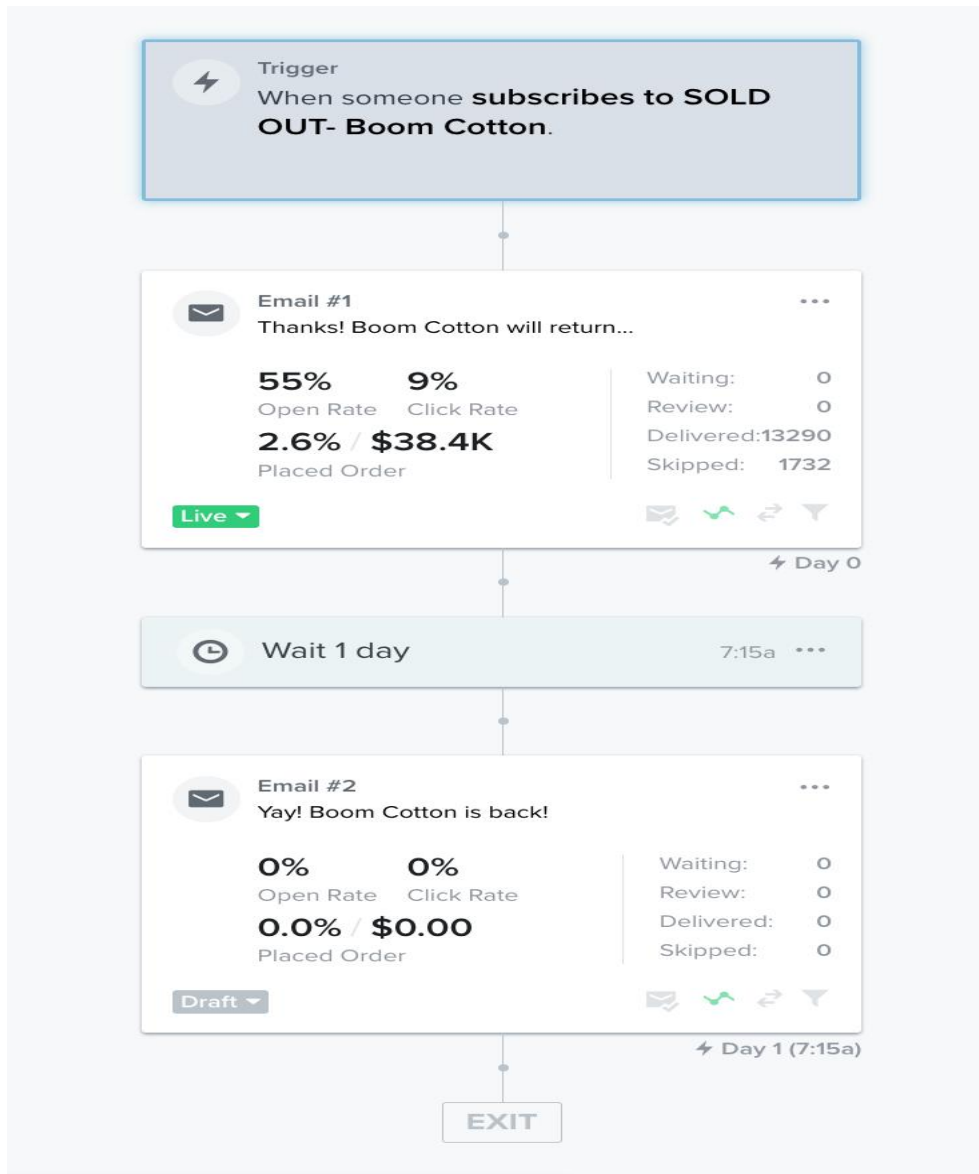 Trigger
When someone subscribes to SOLD
OUT- Boom Cotton.
Email #1
Thanks! Boom Cotton will return...
55% 9%
Open Rate Click Rate
2.6% / $38.4K
Placed Order
Waiting: 0
Review: 0
Delivered:13290
Skipped: 1732
Live
Day 0
Wait 1 day 7:15a
Email #2
Yay! Boom Cotton is back!
0% 0%
Open Rate Click Rate
0.0% / $0.00
Placed Order
Waiting: 0
Review: 0
Delivered: 0
Skipped: 0
Draft
Day 1 (7:15a)
EXIT